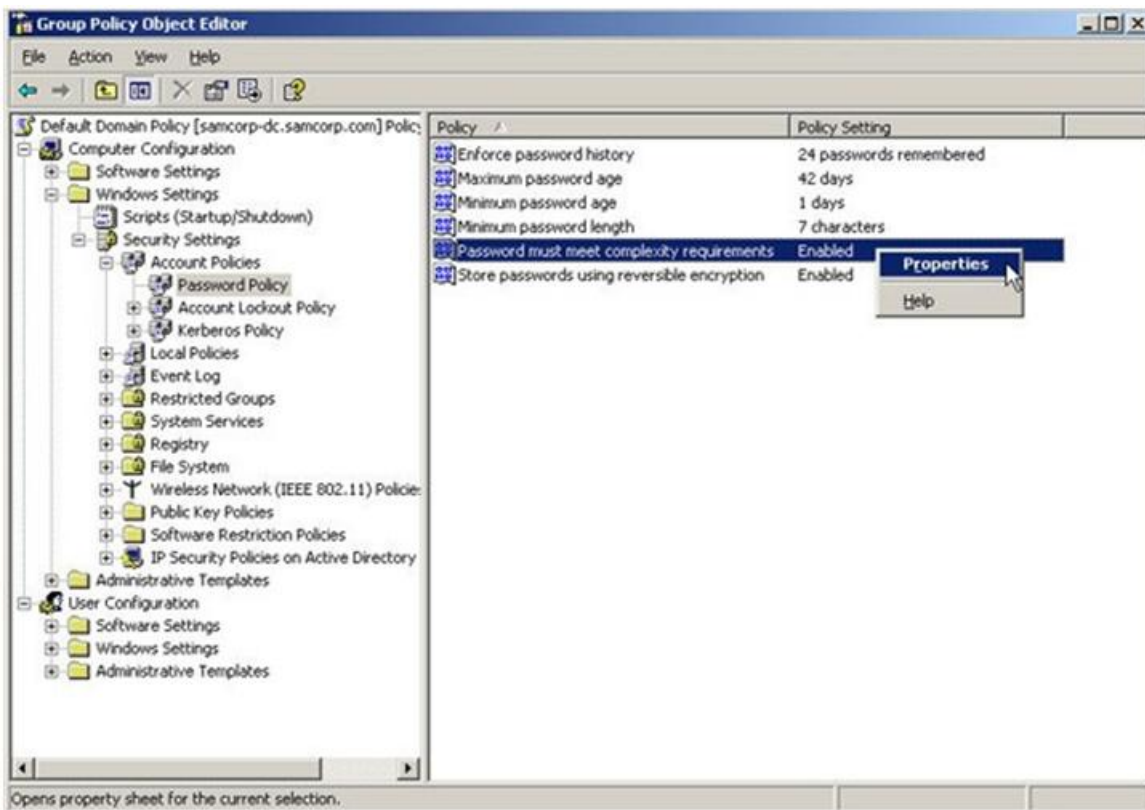 Group Policy Object Editor
File Action View Help
Default Domain Policy [samcorp-dc.samcorp.com] Polic
Computer Configuration
Software Settings
Windows Settings
Scripts (Startup/Shutdown)
Security Settings
Account Policies
Password Policy
Account Lockout Policy
Kerberos Policy
Local Policies
Event Log
Restricted Groups
System Services
Registry
File System
Wireless Network (IEEE 802.11) Policie
Public Key Policies
Software Restriction Policies
IP Security Policies on Active Directory
Administrative Templates
User Configuration
Software Settings
Windows Settings
Administrative Templates
Policy Policy Setting
Enforce password history 24 passwords remembered
Maximum password age 42 days
Minimum password age 1 days
Minimum password length 7 characters
Password must meet complexity requirements Enabled
Store passwords using reversible encryption Enabled
Properties
Help
Opens property sheet for the current selection.